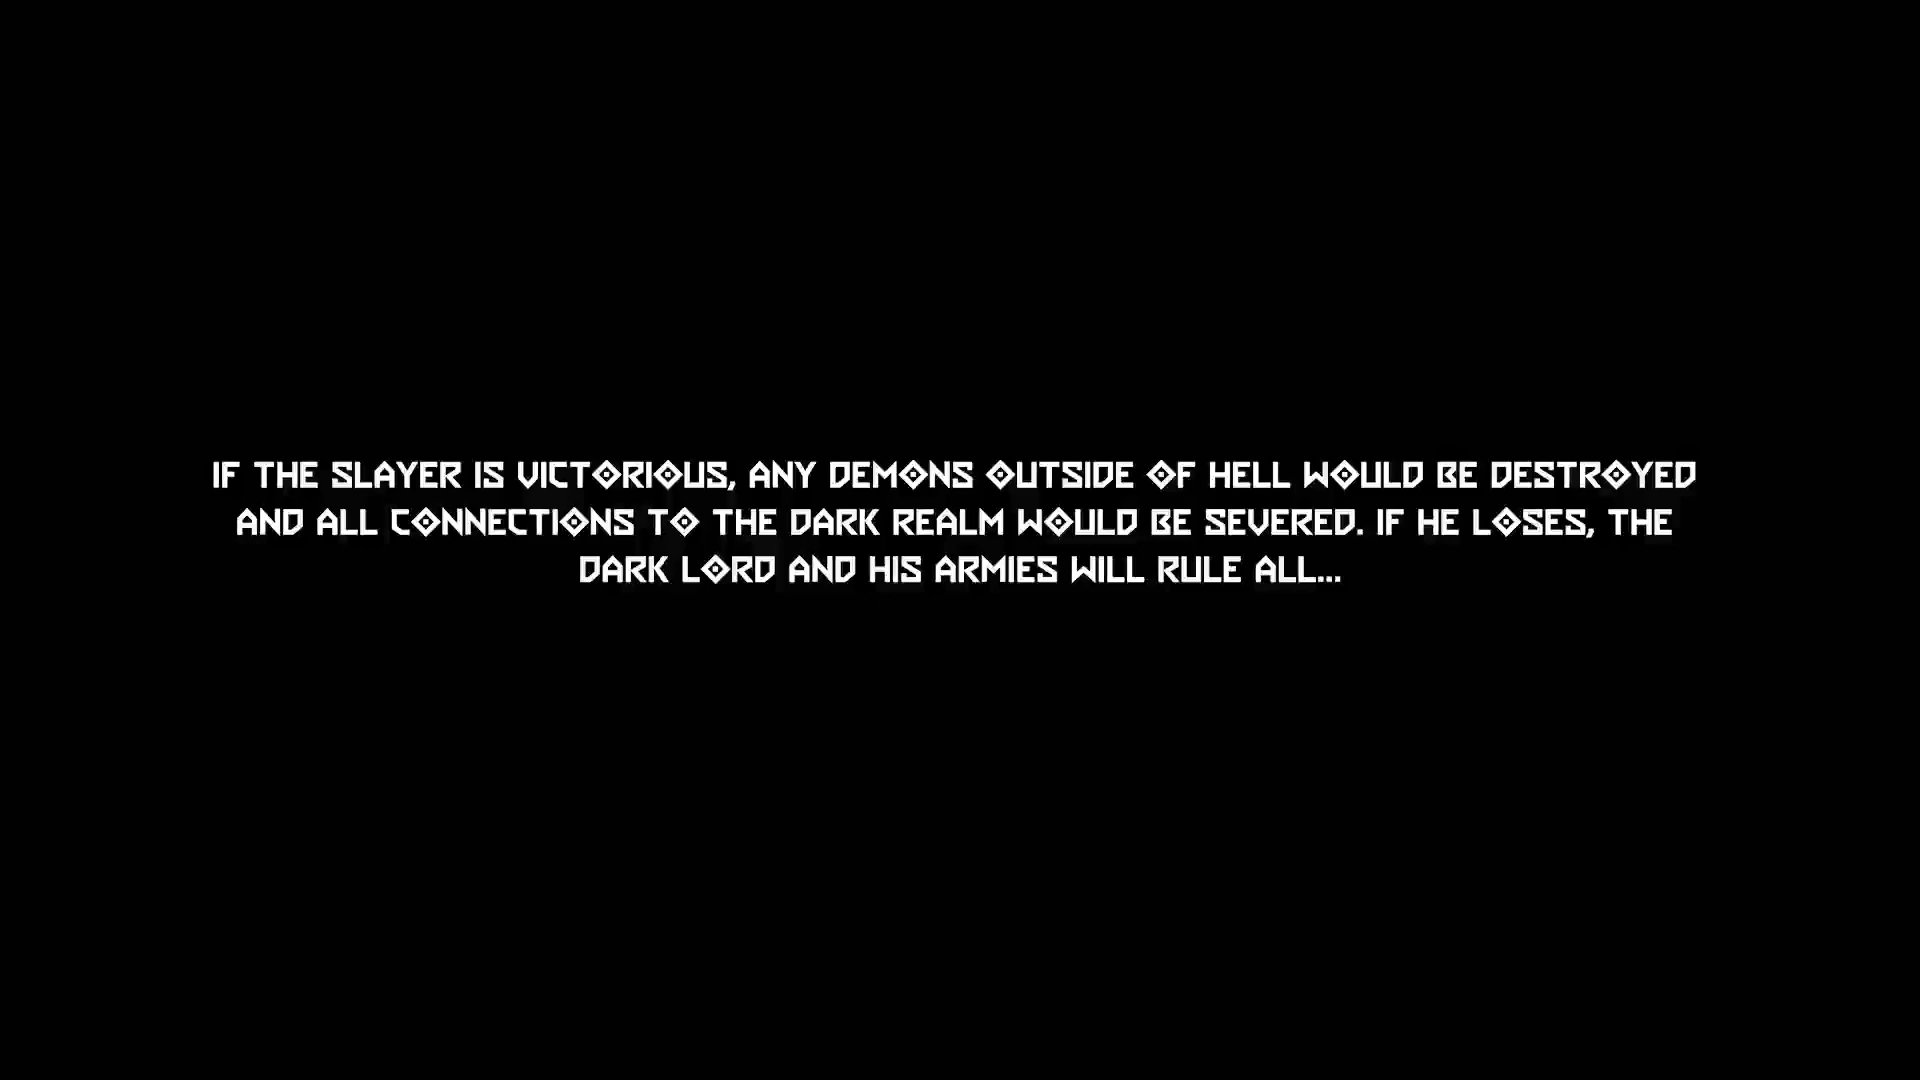 IF THE SLAYER IS VICTORIOUS, ANY DEMONS OUTSIDE OF HELL WOULD BE DESTROYED
AND ALL CONNECTIONS TO THE DARK REALM WOULD BE SEVERED. IF HE LOSES, THE
DARK LORD AND HIS ARMIES WILL RULE ALL...